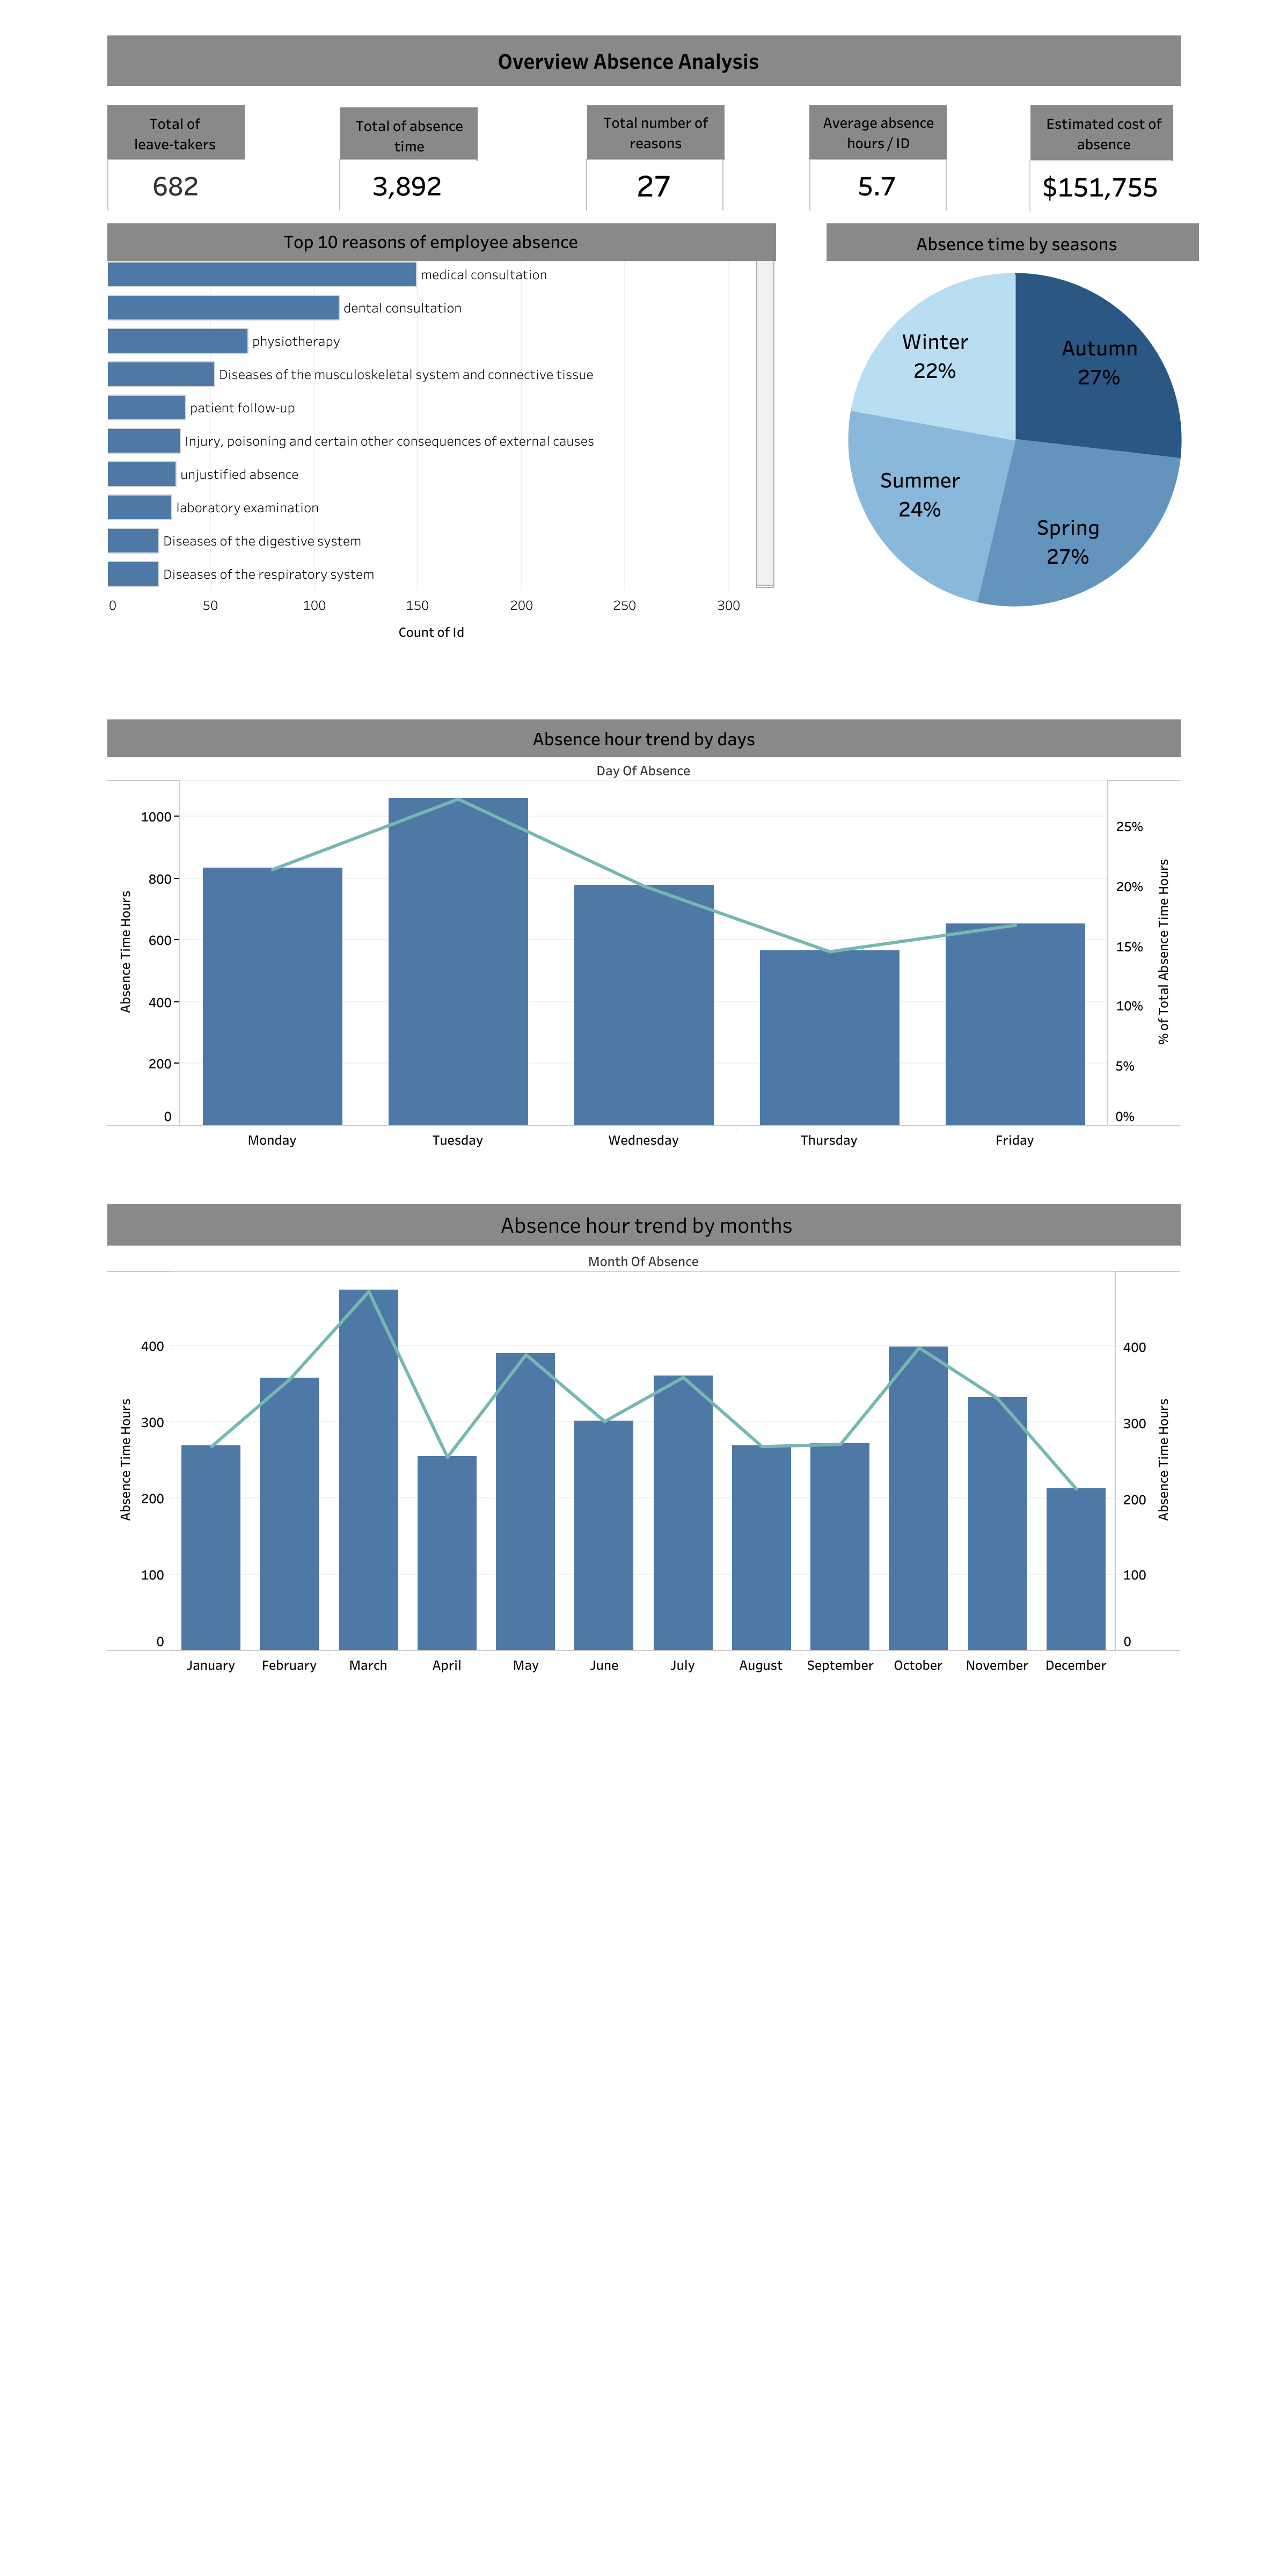 Overview Absence Analysis
Total of
leave-takers
682
Total of absence
time
3,892
Total number of
reasons
27
Average absence
hours / ID
5.7
Estimated cost of
absence
$151,755
Top 10 reasons of employee absence
medical consultation
dental consultation
physiotherapy
Diseases of the musculoskeletal system and connective tissue
patient follow-up
Injury, poisoning and certain other consequences of external causes
unjustified absence
laboratory examination
Diseases of the digestive system
Diseases of the respiratory system
0 50 100 150 200 250 300
Count of Id
Absence time by seasons
Winter
22%
Autumn
27%
Summer
24%
Spring
27%
Absence hour trend by days
Day Of Absence
Absence Time Hours
1000
800
600
400
200
0
25%
20%
15%
10%
5%
0%
% of Total Absence Time Hours
Monday Tuesday Wednesday Thursday Friday
Absence hour trend by months
Month Of Absence
Absence Time Hours
400
300
200
100
0
400
300
200
100
0
Absence Time Hours
January February March April May June July August September October November December